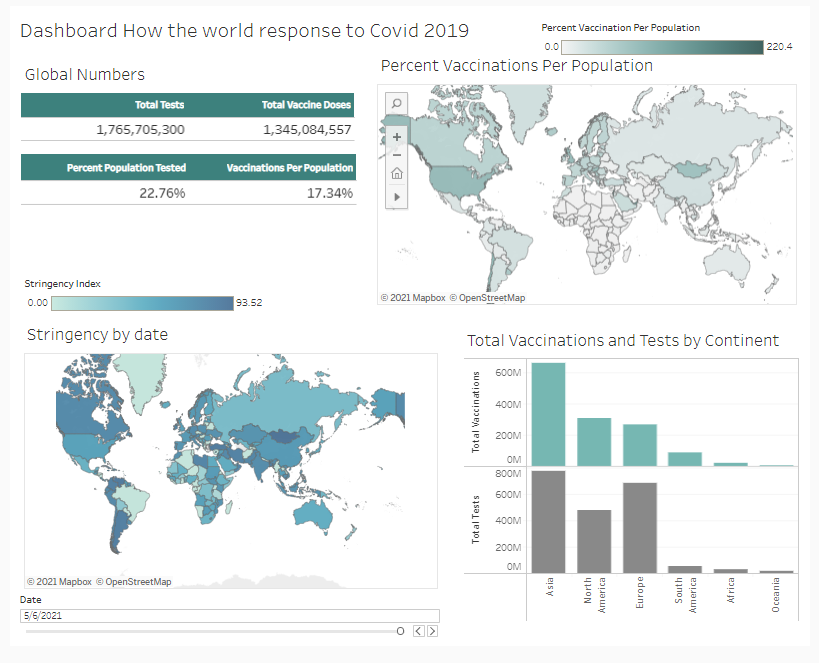 Dashboard How the world response to Covid 2019
Percent Vaccination Per Population
0.0 220.4
Global Numbers
Percent Vaccinations Per Population
Total Tests Total Vaccine Doses
1,765,705,300 1,345,084,557
Percent Population Tested Vaccinations Per Population
22.76% 17.34%
© 2021 Mapbox © OpenStreetMap
Stringency Index
0.00 93.52
Stringency by date
© 2021 Mapbox © OpenStreetMap
Date
5/6/2021
Total Vaccinations and Tests by Continent
Total Vaccinations
600M
400M
200M
0M
Total Tests
800M
600M
400M
200M
0M
Asia
North
America
Europe
South
America
Africa
Oceania